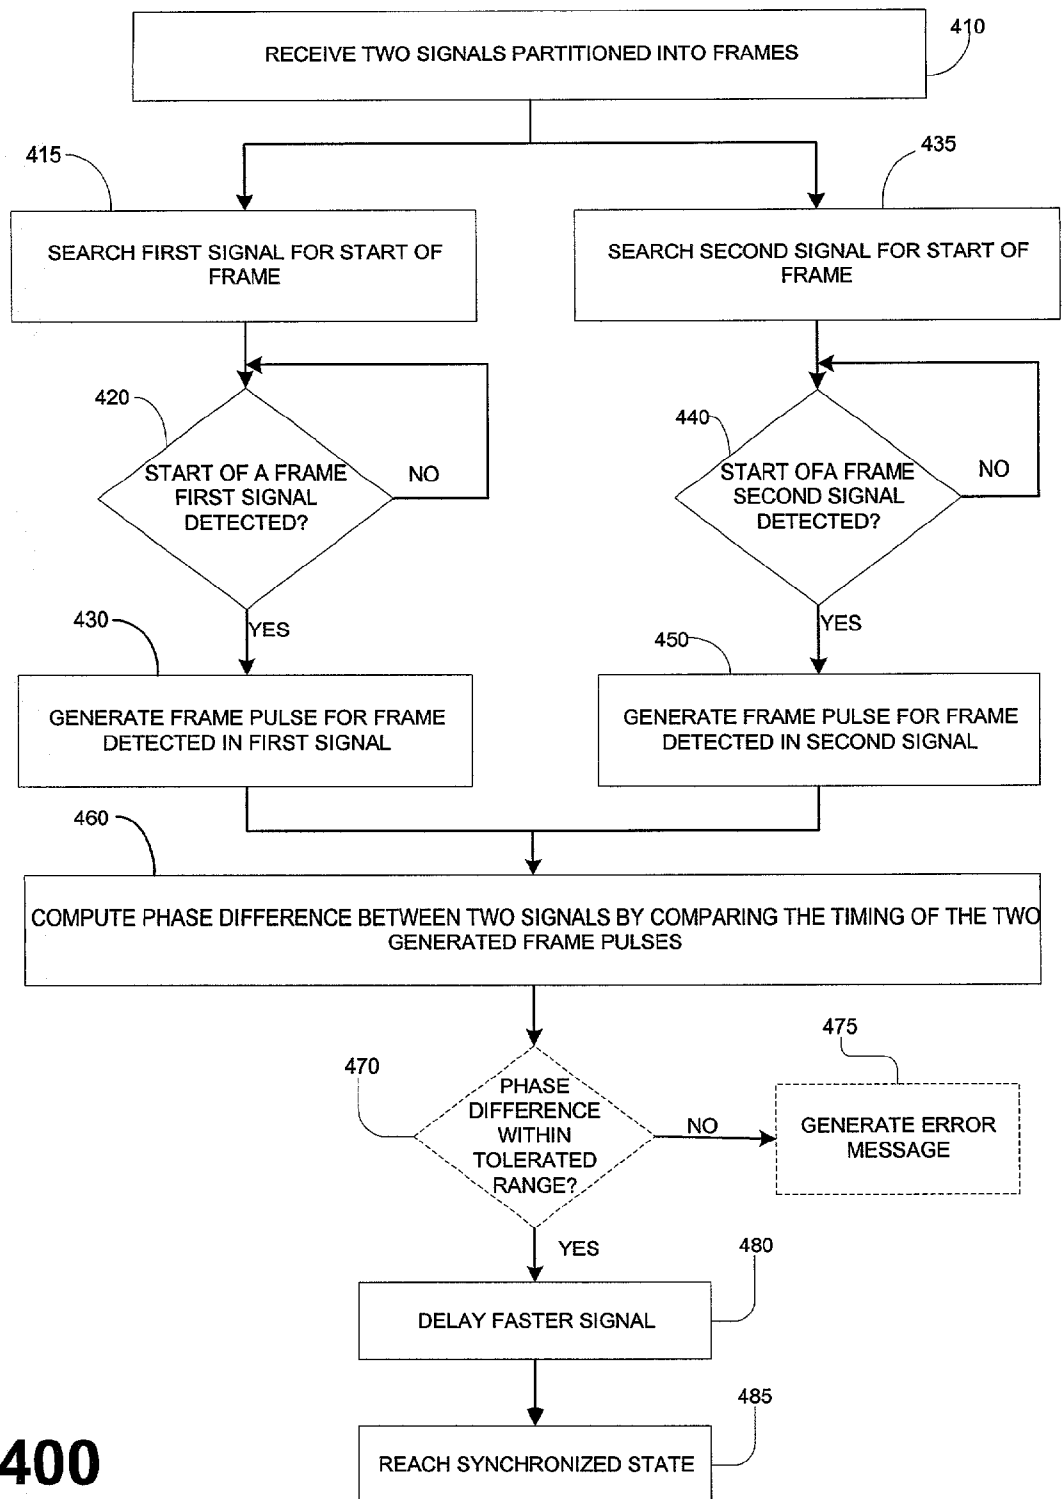 410
RECEIVE TWO SIGNALS PARTITIONED INTO FRAMES
415
435
SEARCH FIRST SIGNAL FOR START OF
FRAME
SEARCH SECOND SIGNAL FOR START OF
FRAME
420
START OF A FRAME
FIRST SIGNAL
DETECTED?
NO
440
START OFA FRAME
SECOND SIGNAL
DETECTED?
NO
YES
YES
430
450
GENERATE FRAME PULSE FOR FRAME
DETECTED IN FIRST SIGNAL
GENERATE FRAME PULSE FOR FRAME
DETECTED IN SECOND SIGNAL
460
COMPUTE PHASE DIFFERENCE BETWEEN TWO SIGNALS BY COMPARING THE TIMING OF THE TWO
GENERATED FRAME PULSES
470
PHASE
DIFFERENCE
WITHIN
TOLERATED
RANGE?
NO
475
GENERATE ERROR
MESSAGE
YES
480
DELAY FASTER SIGNAL
485
REACH SYNCHRONIZED STATE
400